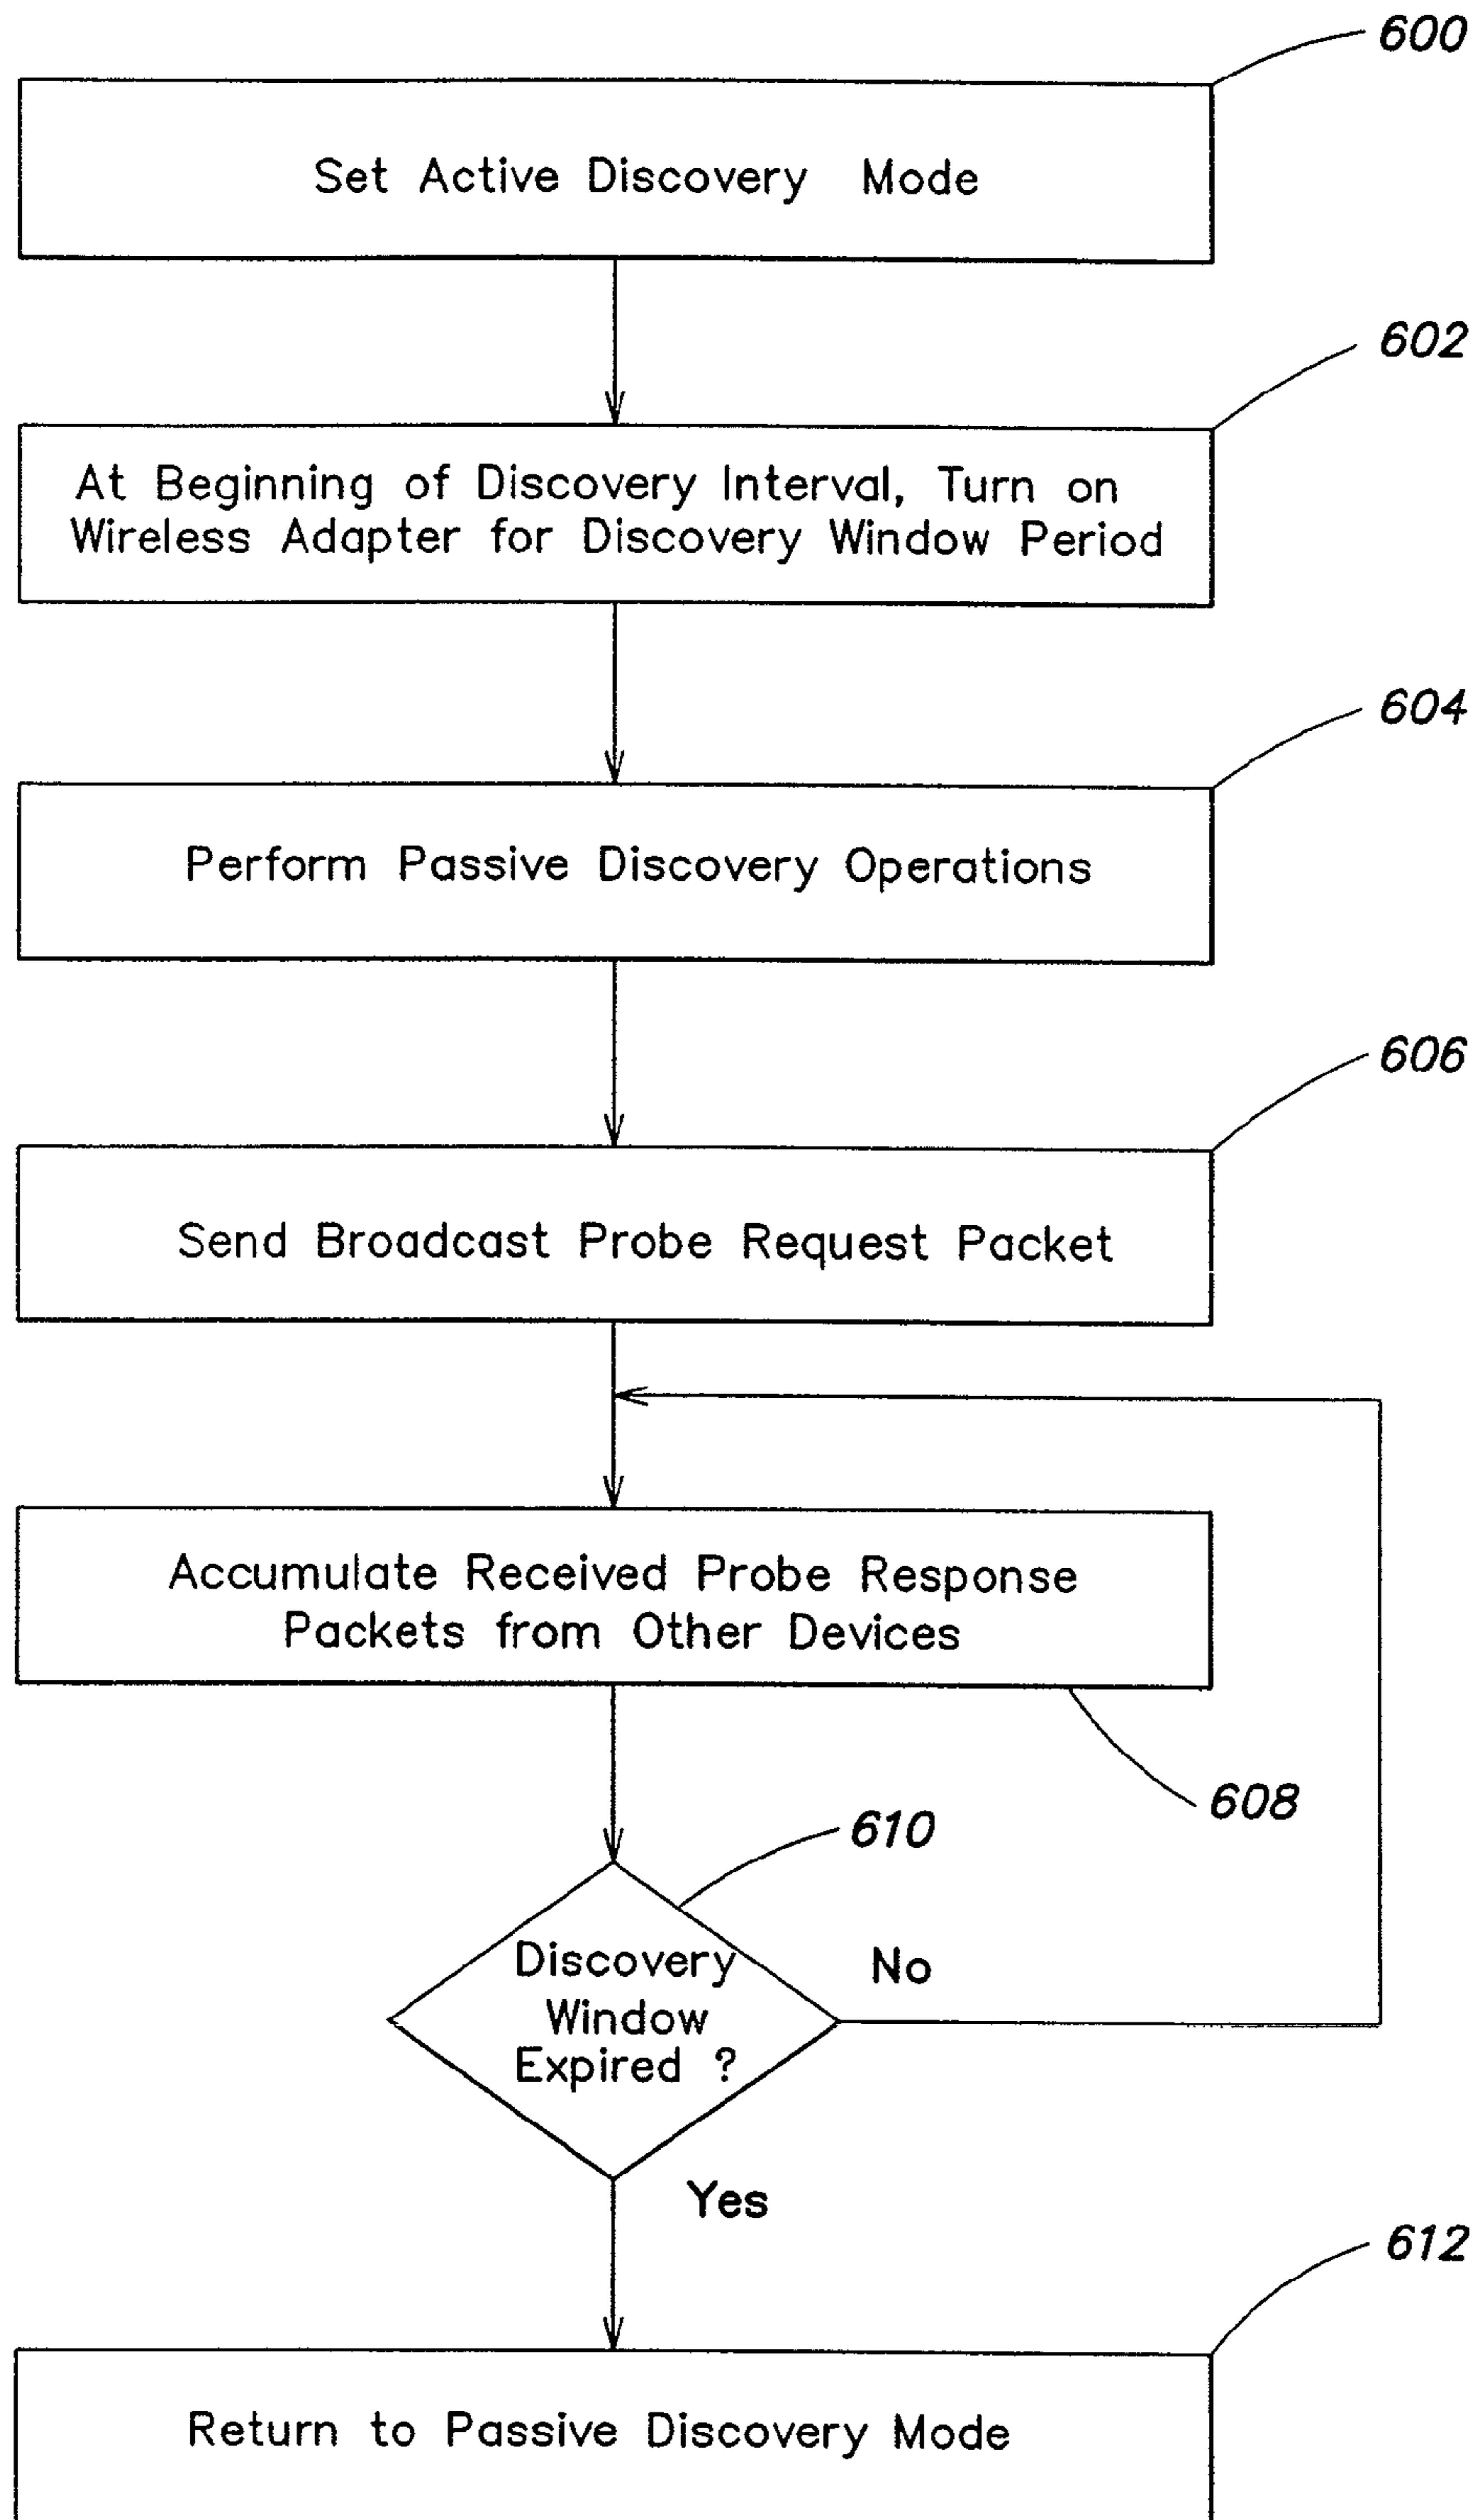 600
Set Active Discovery Mode
602
At Beginning of Discovery Interval, Turn on
Wireless Adapter for Discovery Window Period
604
Perform Passive Discovery Operations
606
Send Broadcast Probe Request Packet
Accumulate Received Probe Response
Packets from Other Devices
608
610
Discovery
Window
Expired ?
No
Yes
612
Return to Passive Discovery Mode